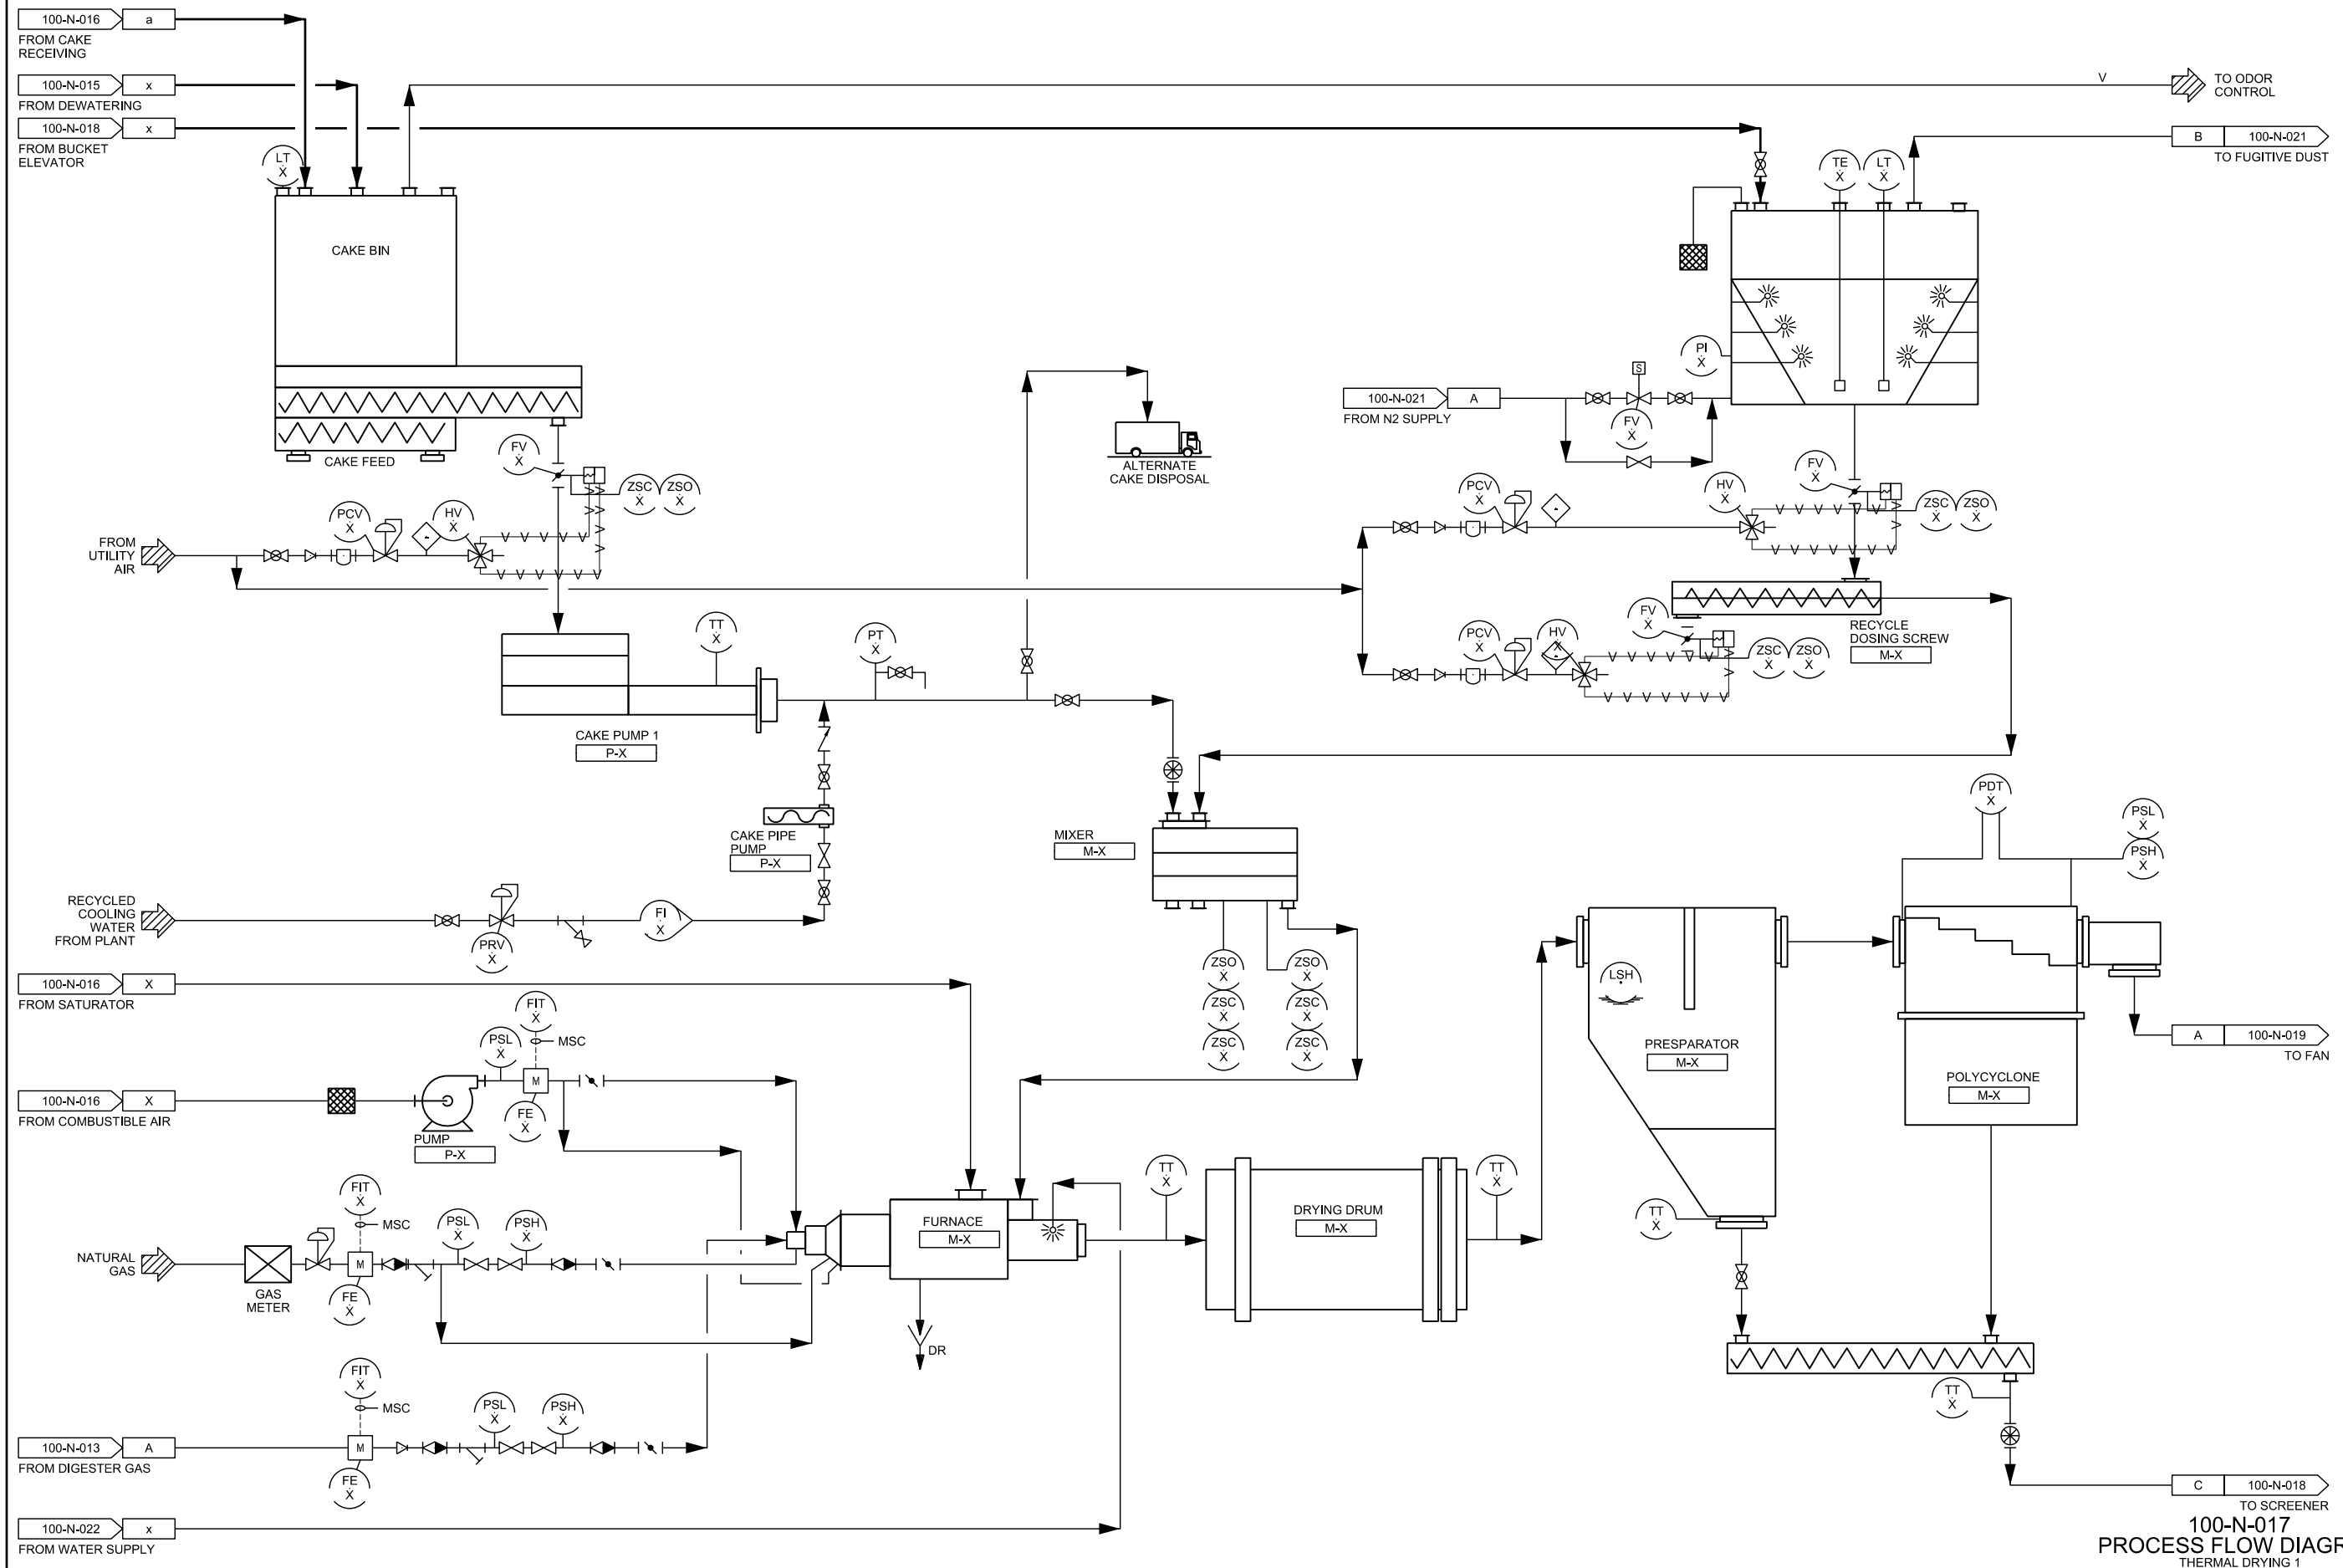 100-N-016 a
FROM CAKE
RECEIVING
100-N-015 x
FROM DEWATERING
100-N-018 x
FROM BUCKET
ELEVATOR
V
TO ODOR
CONTROL
B 100-N-021
TO FUGITIVE DUST
LT
X
TE
X
LT
X
CAKE BIN
PI
X
S
100-N-021 A
FROM N2 SUPPLY
FV
X
CAKE FEED
FV
X
ALTERNATE
CAKE DISPOSAL
ZSC
X
ZSO
X
PCV
X
HV
X
FROM
UTILITY
AIR
PCV
X
HV
X
FV
X
ZSC
X
ZSO
X
TT
X
PT
X
PCV
X
HV
X
FV
X
ZSC
X
ZSO
X
RECYCLE
DOSING SCREW
M-X
CAKE PUMP 1
P-X
CAKE PIPE
PUMP
P-X
MIXER
M-X
PDT
X
PSL
X
PSH
X
RECYCLED
COOLING
WATER
FROM PLANT
PRV
X
FI
X
ZSO
X
ZSC
X
ZSC
X
ZSO
X
ZSC
X
ZSC
X
LSH
100-N-016 X
FROM SATURATOR
FIT
X
PSL
X
MSC
M
FE
X
PRESPARATOR
M-X
POLYCYCLONE
M-X
A 100-N-019
TO FAN
100-N-016 X
FROM COMBUSTIBLE AIR
PUMP
P-X
FIT
X
MSC
PSL
X
PSH
X
NATURAL
GAS
M
GAS
METER
FE
X
FURNACE
M-X
DR
TT
X
DRYING DRUM
M-X
TT
X
TT
X
FIT
X
MSC
PSL
X
PSH
X
100-N-013 A
FROM DIGESTER GAS
M
FE
X
TT
X
100-N-022 x
FROM WATER SUPPLY
C 100-N-018
TO SCREENER
100-N-017
PROCESS FLOW DIAGR
THERMAL DRYING 1